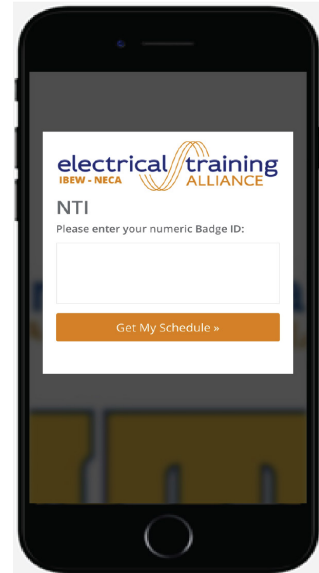 electrical training
IBEW - NECA ALLIANCE
NTI
Please enter your numeric Badge ID:
Get My Schedule »